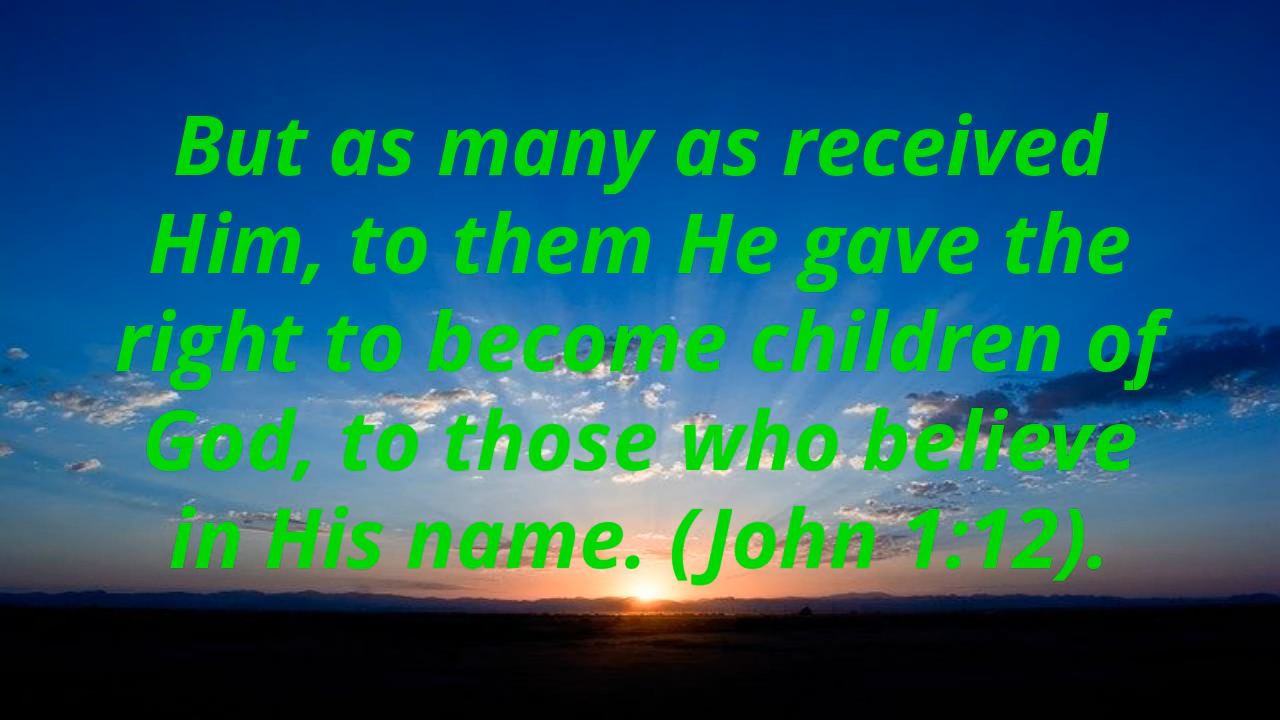 But as many as received
Him, to them He gave the
right to become children of
God, to those who believe
in His name. (John 1:12).